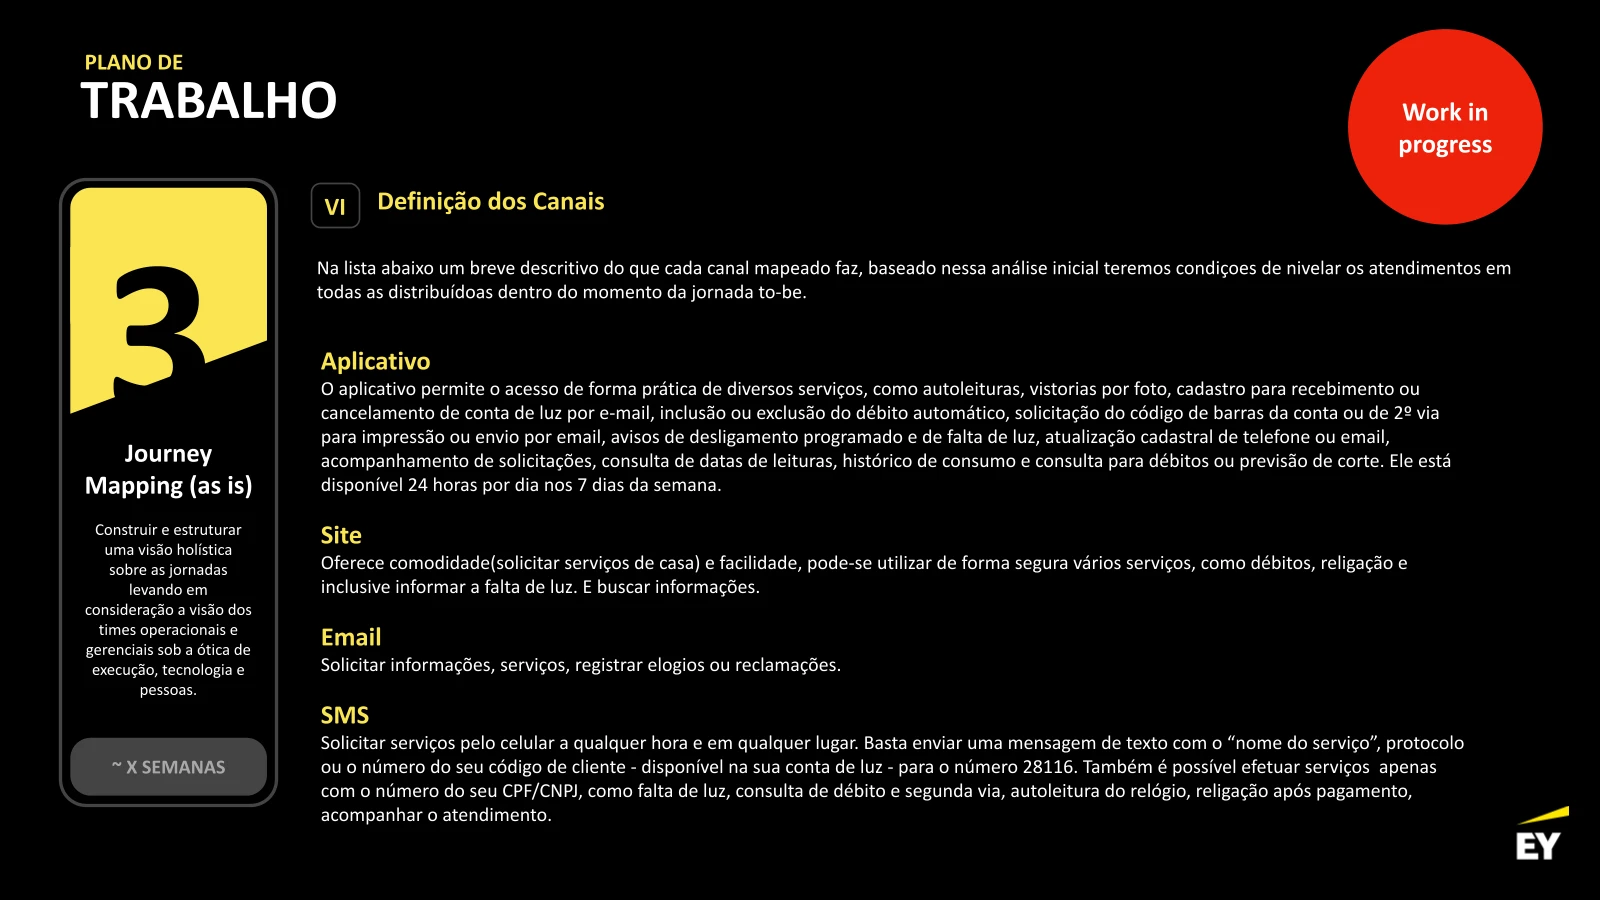 PLANO DE
TRABALHO
Work in
progress
3
Journey
Mapping (as is)
Construir e estruturar
uma visão holística
sobre as jornadas
levando em
consideração a visão dos
times operacionais e
gerenciais sob a ótica de
execução, tecnologia e
pessoas.
~ X SEMANAS
VI
Definição dos Canais
Na lista abaixo um breve descritivo do que cada canal mapeado faz, baseado nessa análise inicial teremos condiçoes de nivelar os atendimentos em
todas as distribuídoas dentro do momento da jornada to-be.
Aplicativo
O aplicativo permite o acesso de forma prática de diversos serviços, como autoleituras, vistorias por foto, cadastro para recebimento ou
cancelamento de conta de luz por e-mail, inclusão ou exclusão do débito automático, solicitação do código de barras da conta ou de 2º via
para impressão ou envio por email, avisos de desligamento programado e de falta de luz, atualização cadastral de telefone ou email,
acompanhamento de solicitações, consulta de datas de leituras, histórico de consumo e consulta para débitos ou previsão de corte. Ele está
disponível 24 horas por dia nos 7 dias da semana.
Site
Oferece comodidade(solicitar serviços de casa) e facilidade, pode-se utilizar de forma segura vários serviços, como débitos, religação e
inclusive informar a falta de luz. E buscar informações.
Email
Solicitar informações, serviços, registrar elogios ou reclamações.
SMS
Solicitar serviços pelo celular a qualquer hora e em qualquer lugar. Basta enviar uma mensagem de texto com o “nome do serviço”, protocolo
ou o número do seu código de cliente - disponível na sua conta de luz - para o número 28116. Também é possível efetuar serviços  apenas
com o número do seu CPF/CNPJ, como falta de luz, consulta de débito e segunda via, autoleitura do relógio, religação após pagamento,
acompanhar o atendimento.
EY